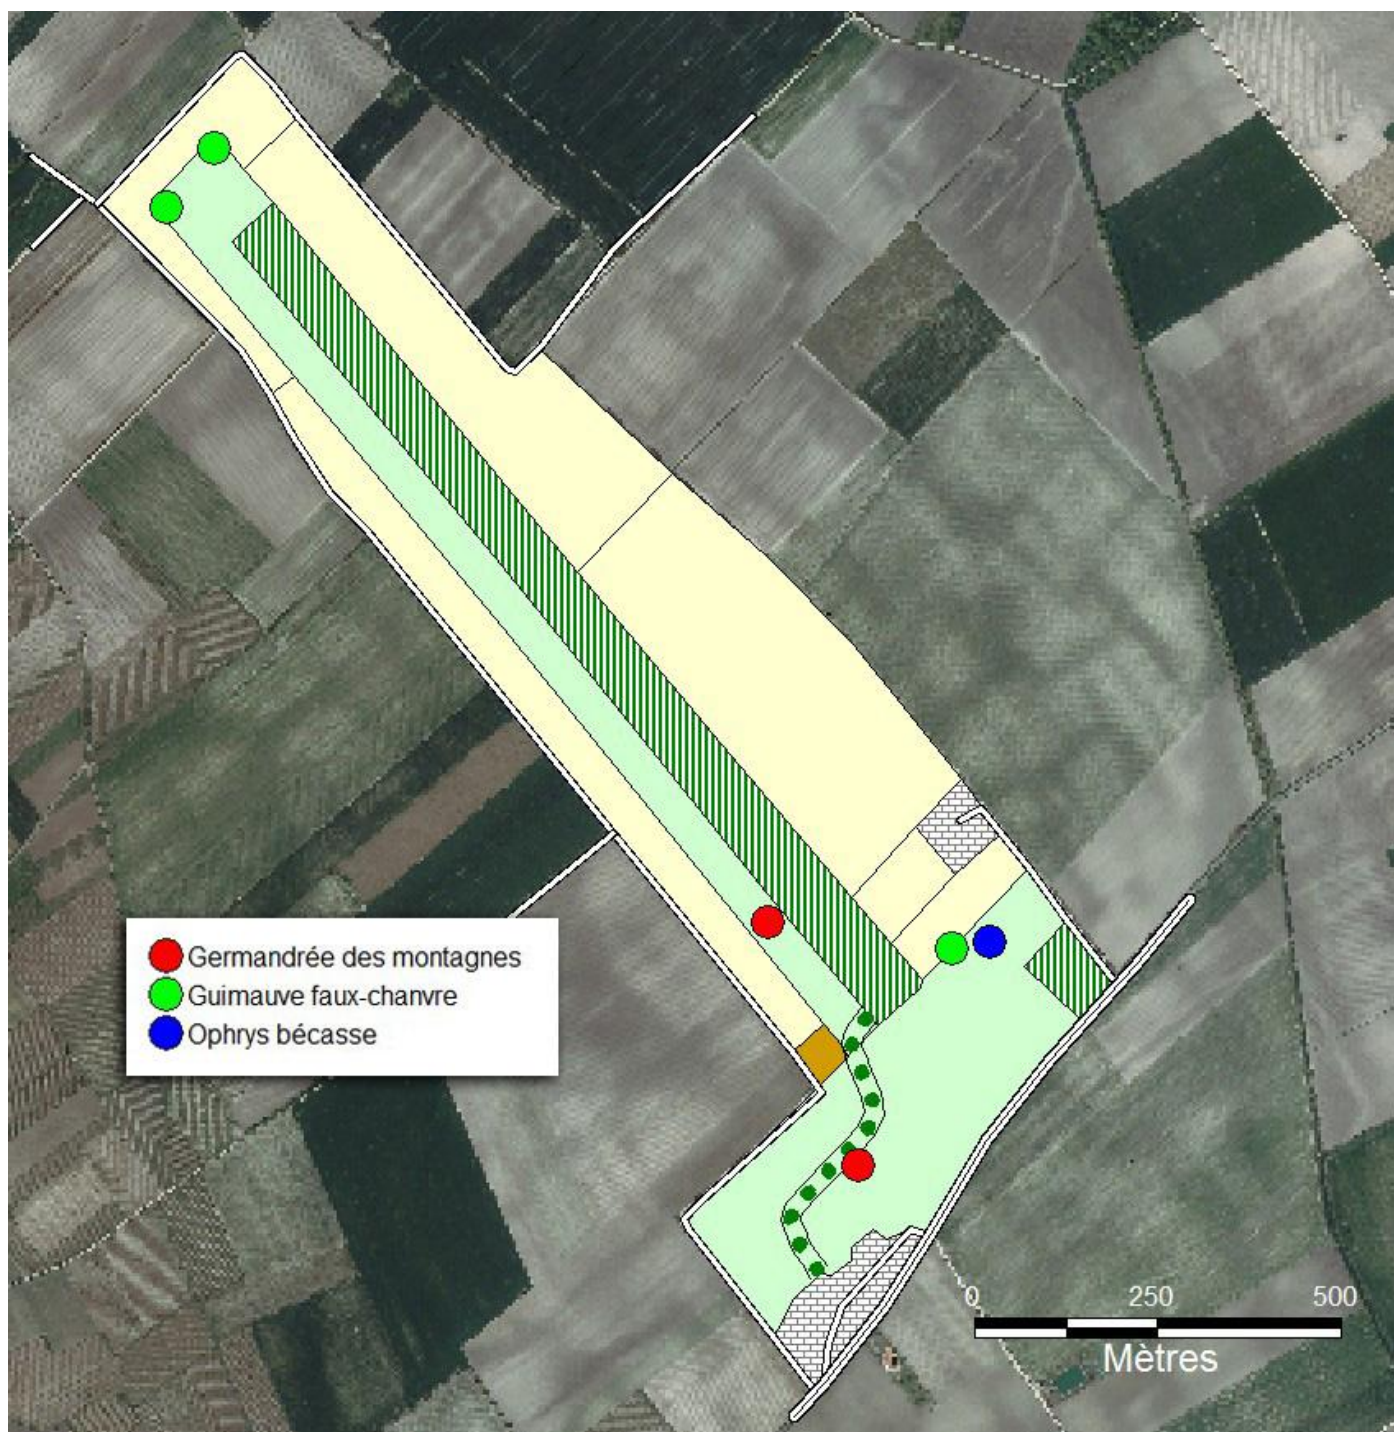 Germandrée des montagnes
Guimauve faux-chanvre
Ophrys bécasse
0 250 500
Mètres